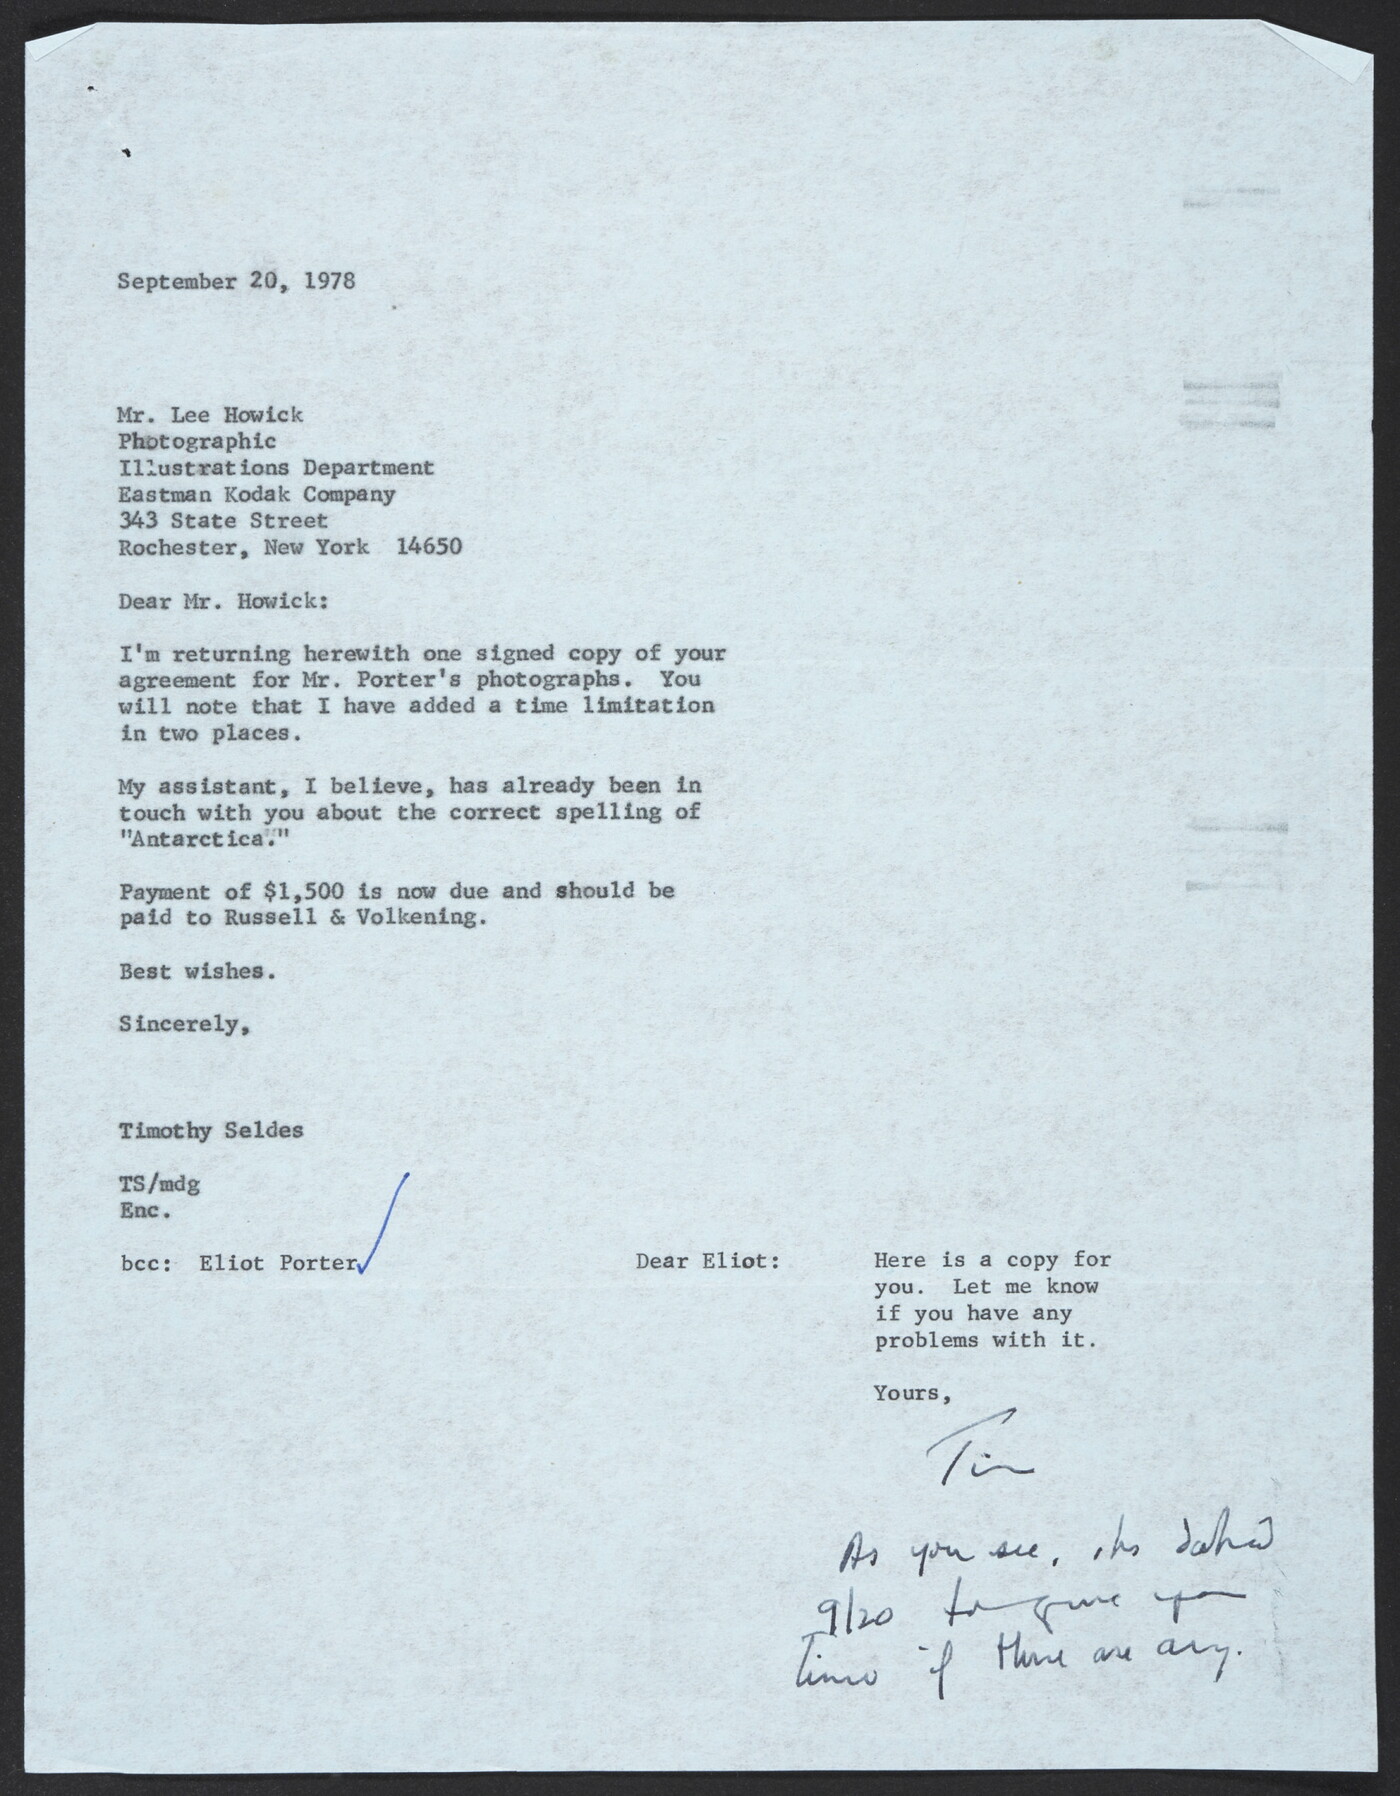 September 20, 1978
Mr. Lee Howick
Photographic
Illustrations Department
Eastman Kodak Company
343 State Street
Rochester, New York  14650
Dear Mr. Howick:
I'm returning herewith one signed copy of your
agreement for Mr. Porter's photographs.  You
will note that I have added a time limitation
in two places.
My assistant, I believe, has already been in
touch with you about the correct spelling of
"Antarctica."
Payment of $1,500 is now due and should be
paid to Russell & Volkening.
Best wishes.
Sincerely,
Timothy Seldes
TS/mdg
Enc.
bcc:  Eliot Porter
Dear Eliot:
Here is a copy for
you.  Let me know
if you have any
problems with it.
Yours,
Tim
As you see, its dated
9/20 to give you
time if there are any.